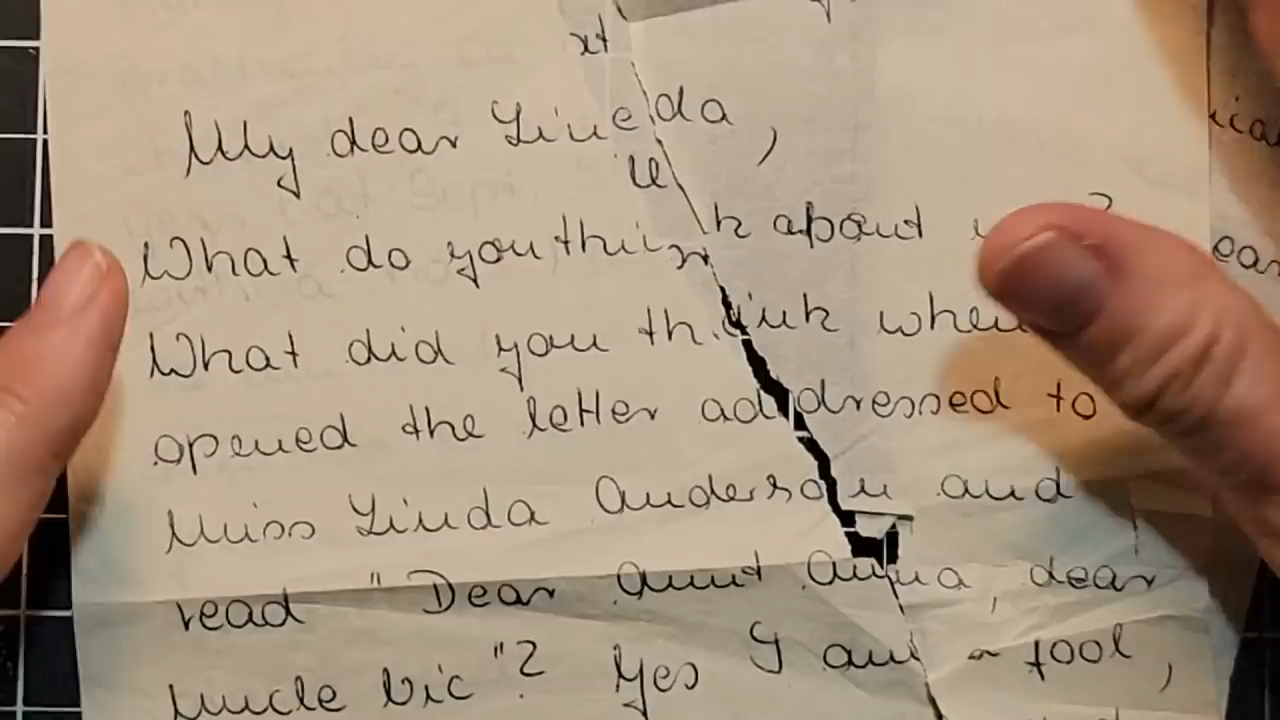 My dear Linda,
What do you think about
What did you think when
opened the letter addressed to
Miss Linda Anderson and
read "Dear Aunt Anna, dear
Uncle Vic"? Yes I am a fool,